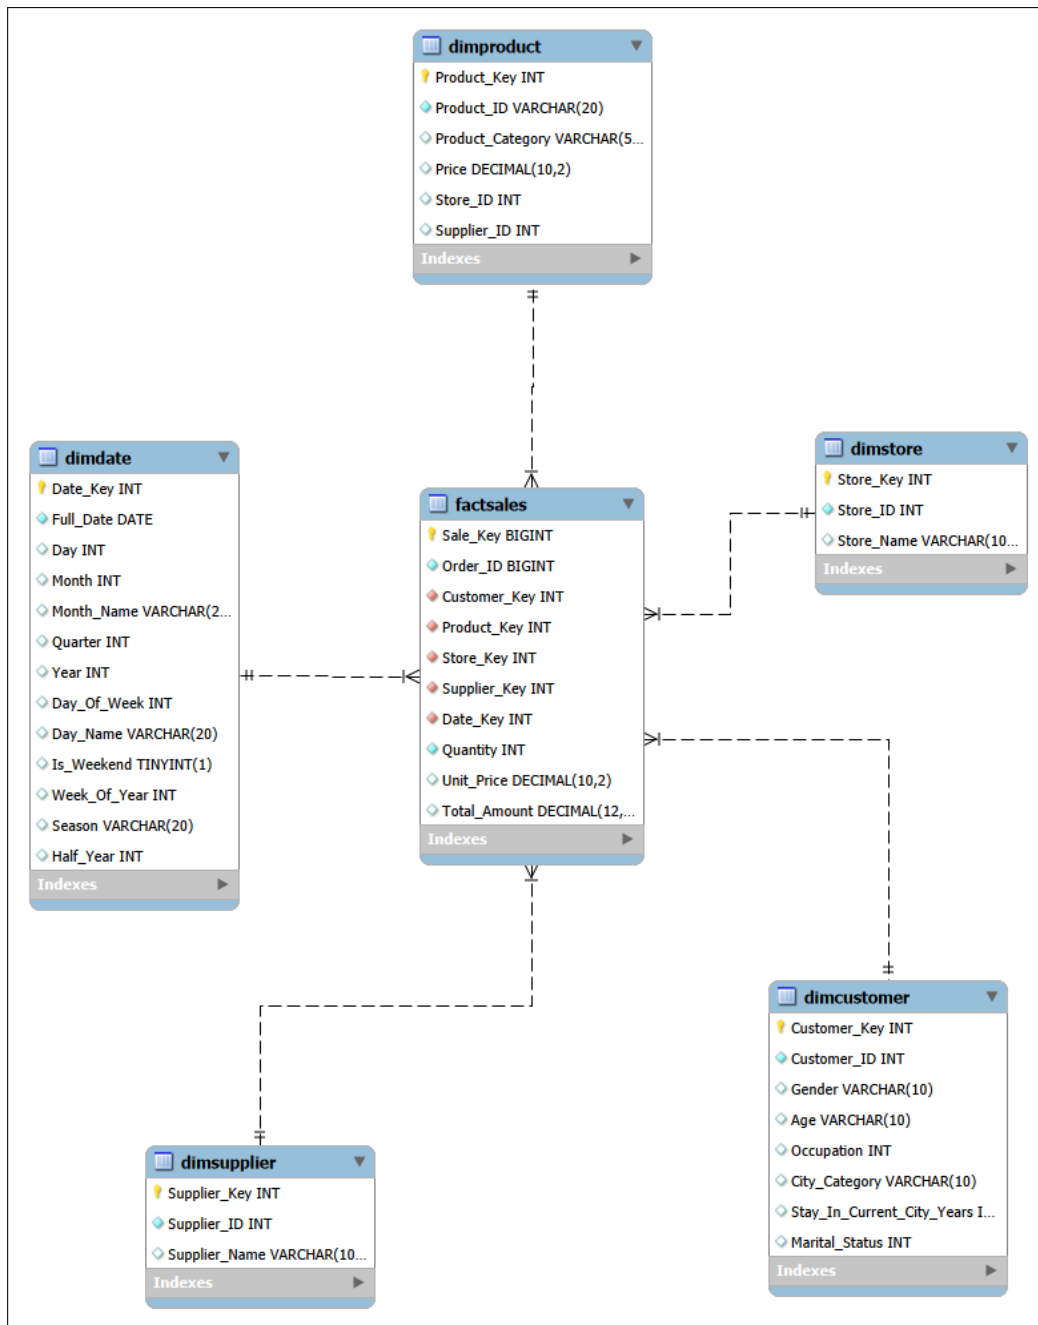 dimproduct
Product_Key INT
Product_ID VARCHAR(20)
Product_Category VARCHAR(5...
Price DECIMAL(10,2)
Store_ID INT
Supplier_ID INT
Indexes
dimdate
Date_Key INT
Full_Date DATE
Day INT
Month INT
Month_Name VARCHAR(2...
Quarter INT
Year INT
Day_Of_Week INT
Day_Name VARCHAR(20)
Is_Weekend TINYINT(1)
Week_Of_Year INT
Season VARCHAR(20)
Half_Year INT
Indexes
factsales
Sale_Key BIGINT
Order_ID BIGINT
Customer_Key INT
Product_Key INT
Store_Key INT
Supplier_Key INT
Date_Key INT
Quantity INT
Unit_Price DECIMAL(10,2)
Total_Amount DECIMAL(12,...
Indexes
dimstore
Store_Key INT
Store_ID INT
Store_Name VARCHAR(10...
Indexes
dimsupplier
Supplier_Key INT
Supplier_ID INT
Supplier_Name VARCHAR(10...
Indexes
dimcustomer
Customer_Key INT
Customer_ID INT
Gender VARCHAR(10)
Age VARCHAR(10)
Occupation INT
City_Category VARCHAR(10)
Stay_In_Current_City_Years I...
Marital_Status INT
Indexes